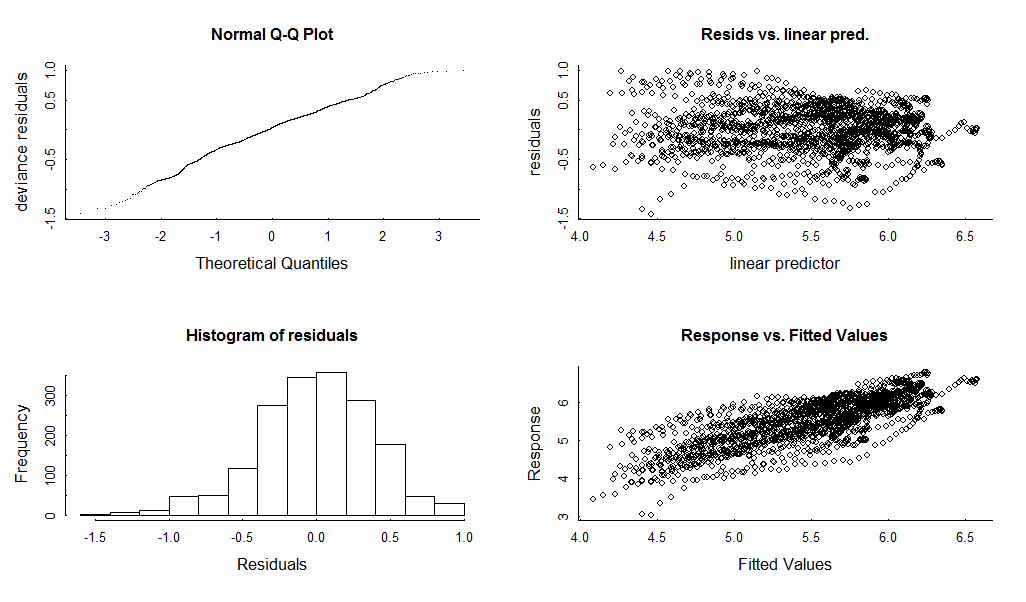 Normal Q-Q Plot
deviance residuals
1.0
0.5
-0.5
-1.5
-3 -2 -1 0 1 2 3
Theoretical Quantiles
Resids vs. linear pred.
residuals
1.0
0.5
-0.5
-1.5
4.0 4.5 5.0 5.5 6.0 6.5
linear predictor
Histogram of residuals
Frequency
300
200
100
0
-1.5 -1.0 -0.5 0.0 0.5 1.0
Residuals
Response vs. Fitted Values
Response
6
5
4
3
4.0 4.5 5.0 5.5 6.0 6.5
Fitted Values